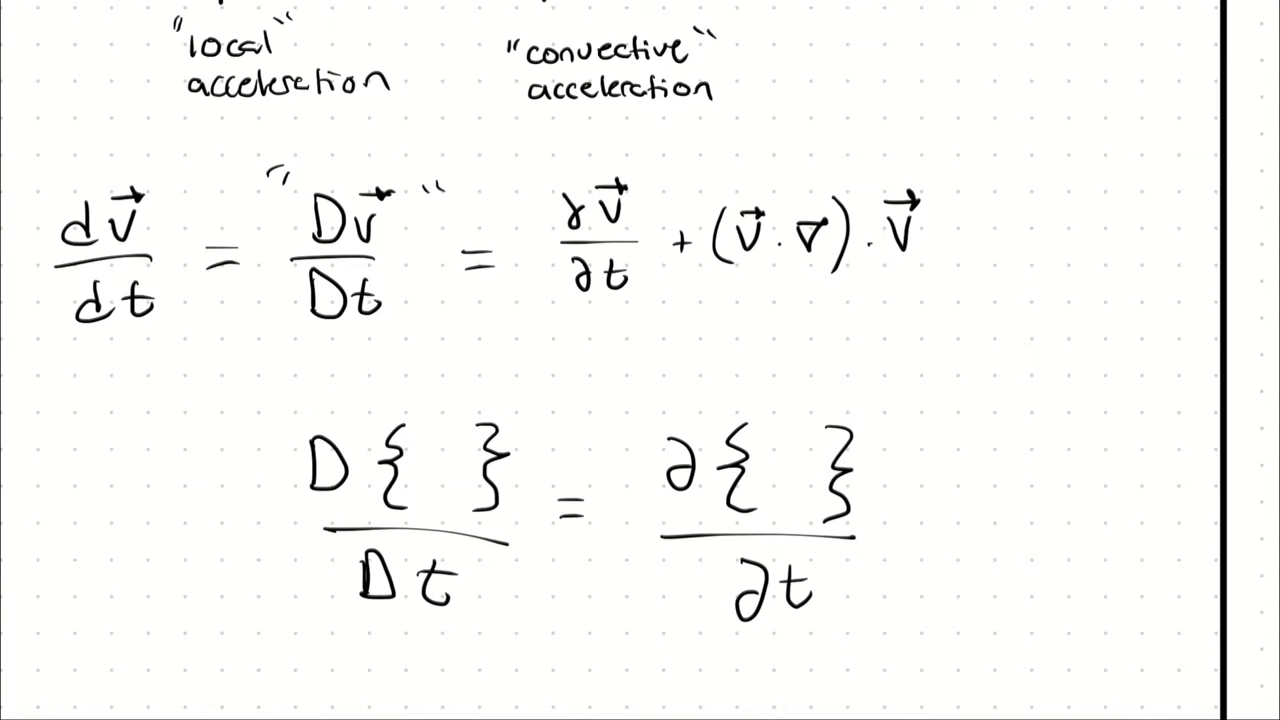 "local" "convective"
acceleration acceleration
dv⃗/dt = "Dv⃗/Dt" = ∂v⃗/∂t + (v⃗ · ∇) · v⃗
D{ }/Dt = ∂{ }/∂t